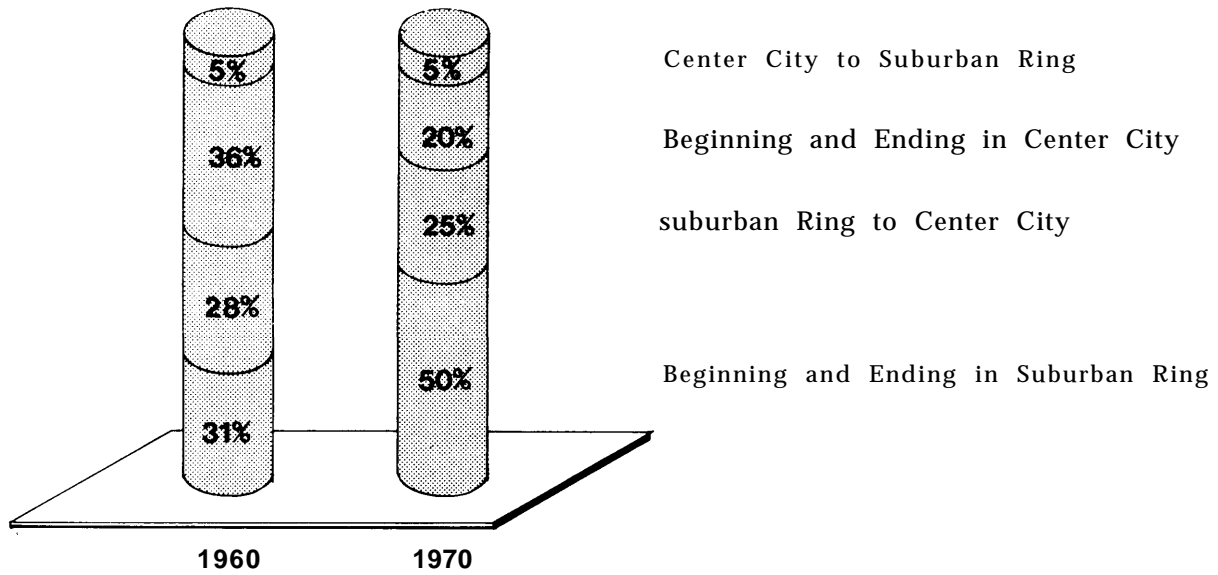 5% 5% Center City to Suburban Ring
36% 20% Beginning and Ending in Center City
25% suburban Ring to Center City
28%
50% Beginning and Ending in Suburban Ring
31%
1960 1970